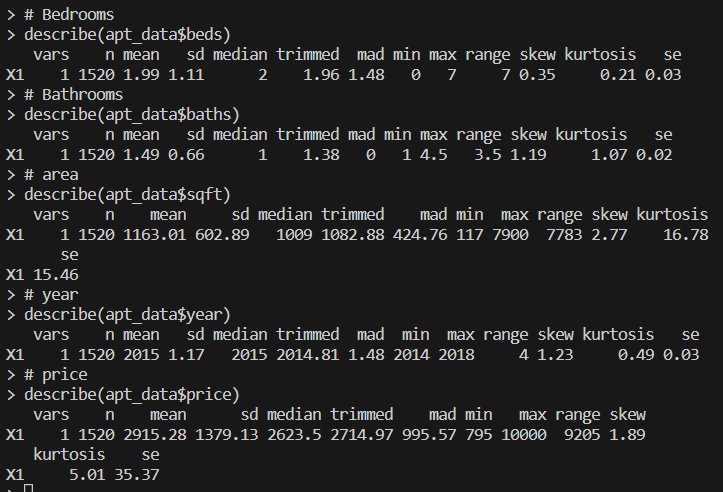 > # Bedrooms
> describe(apt_data$beds)
   vars    n mean   sd median trimmed  mad min max range skew kurtosis   se
X1    1 1520 1.99 1.11      2    1.96 1.48   0   7     7 0.35     0.21 0.03
> # Bathrooms
> describe(apt_data$baths)
   vars    n mean   sd median trimmed mad min max range skew kurtosis   se
X1    1 1520 1.49 0.66      1    1.38   0   1 4.5   3.5 1.19     1.07 0.02
> # area
> describe(apt_data$sqft)
   vars    n    mean     sd median trimmed    mad min  max range skew kurtosis
X1    1 1520 1163.01 602.89   1009 1082.88 424.76 117 7900  7783 2.77    16.78
      se
X1 15.46
> # year
> describe(apt_data$year)
   vars    n mean   sd median trimmed  mad  min  max range skew kurtosis   se
X1    1 1520 2015 1.17   2015 2014.81 1.48 2014 2018     4 1.23     0.49 0.03
> # price
> describe(apt_data$price)
   vars    n    mean      sd median trimmed    mad min   max range skew
X1    1 1520 2915.28 1379.13 2623.5 2714.97 995.57 795 10000  9205 1.89
   kurtosis    se
X1     5.01 35.37
>